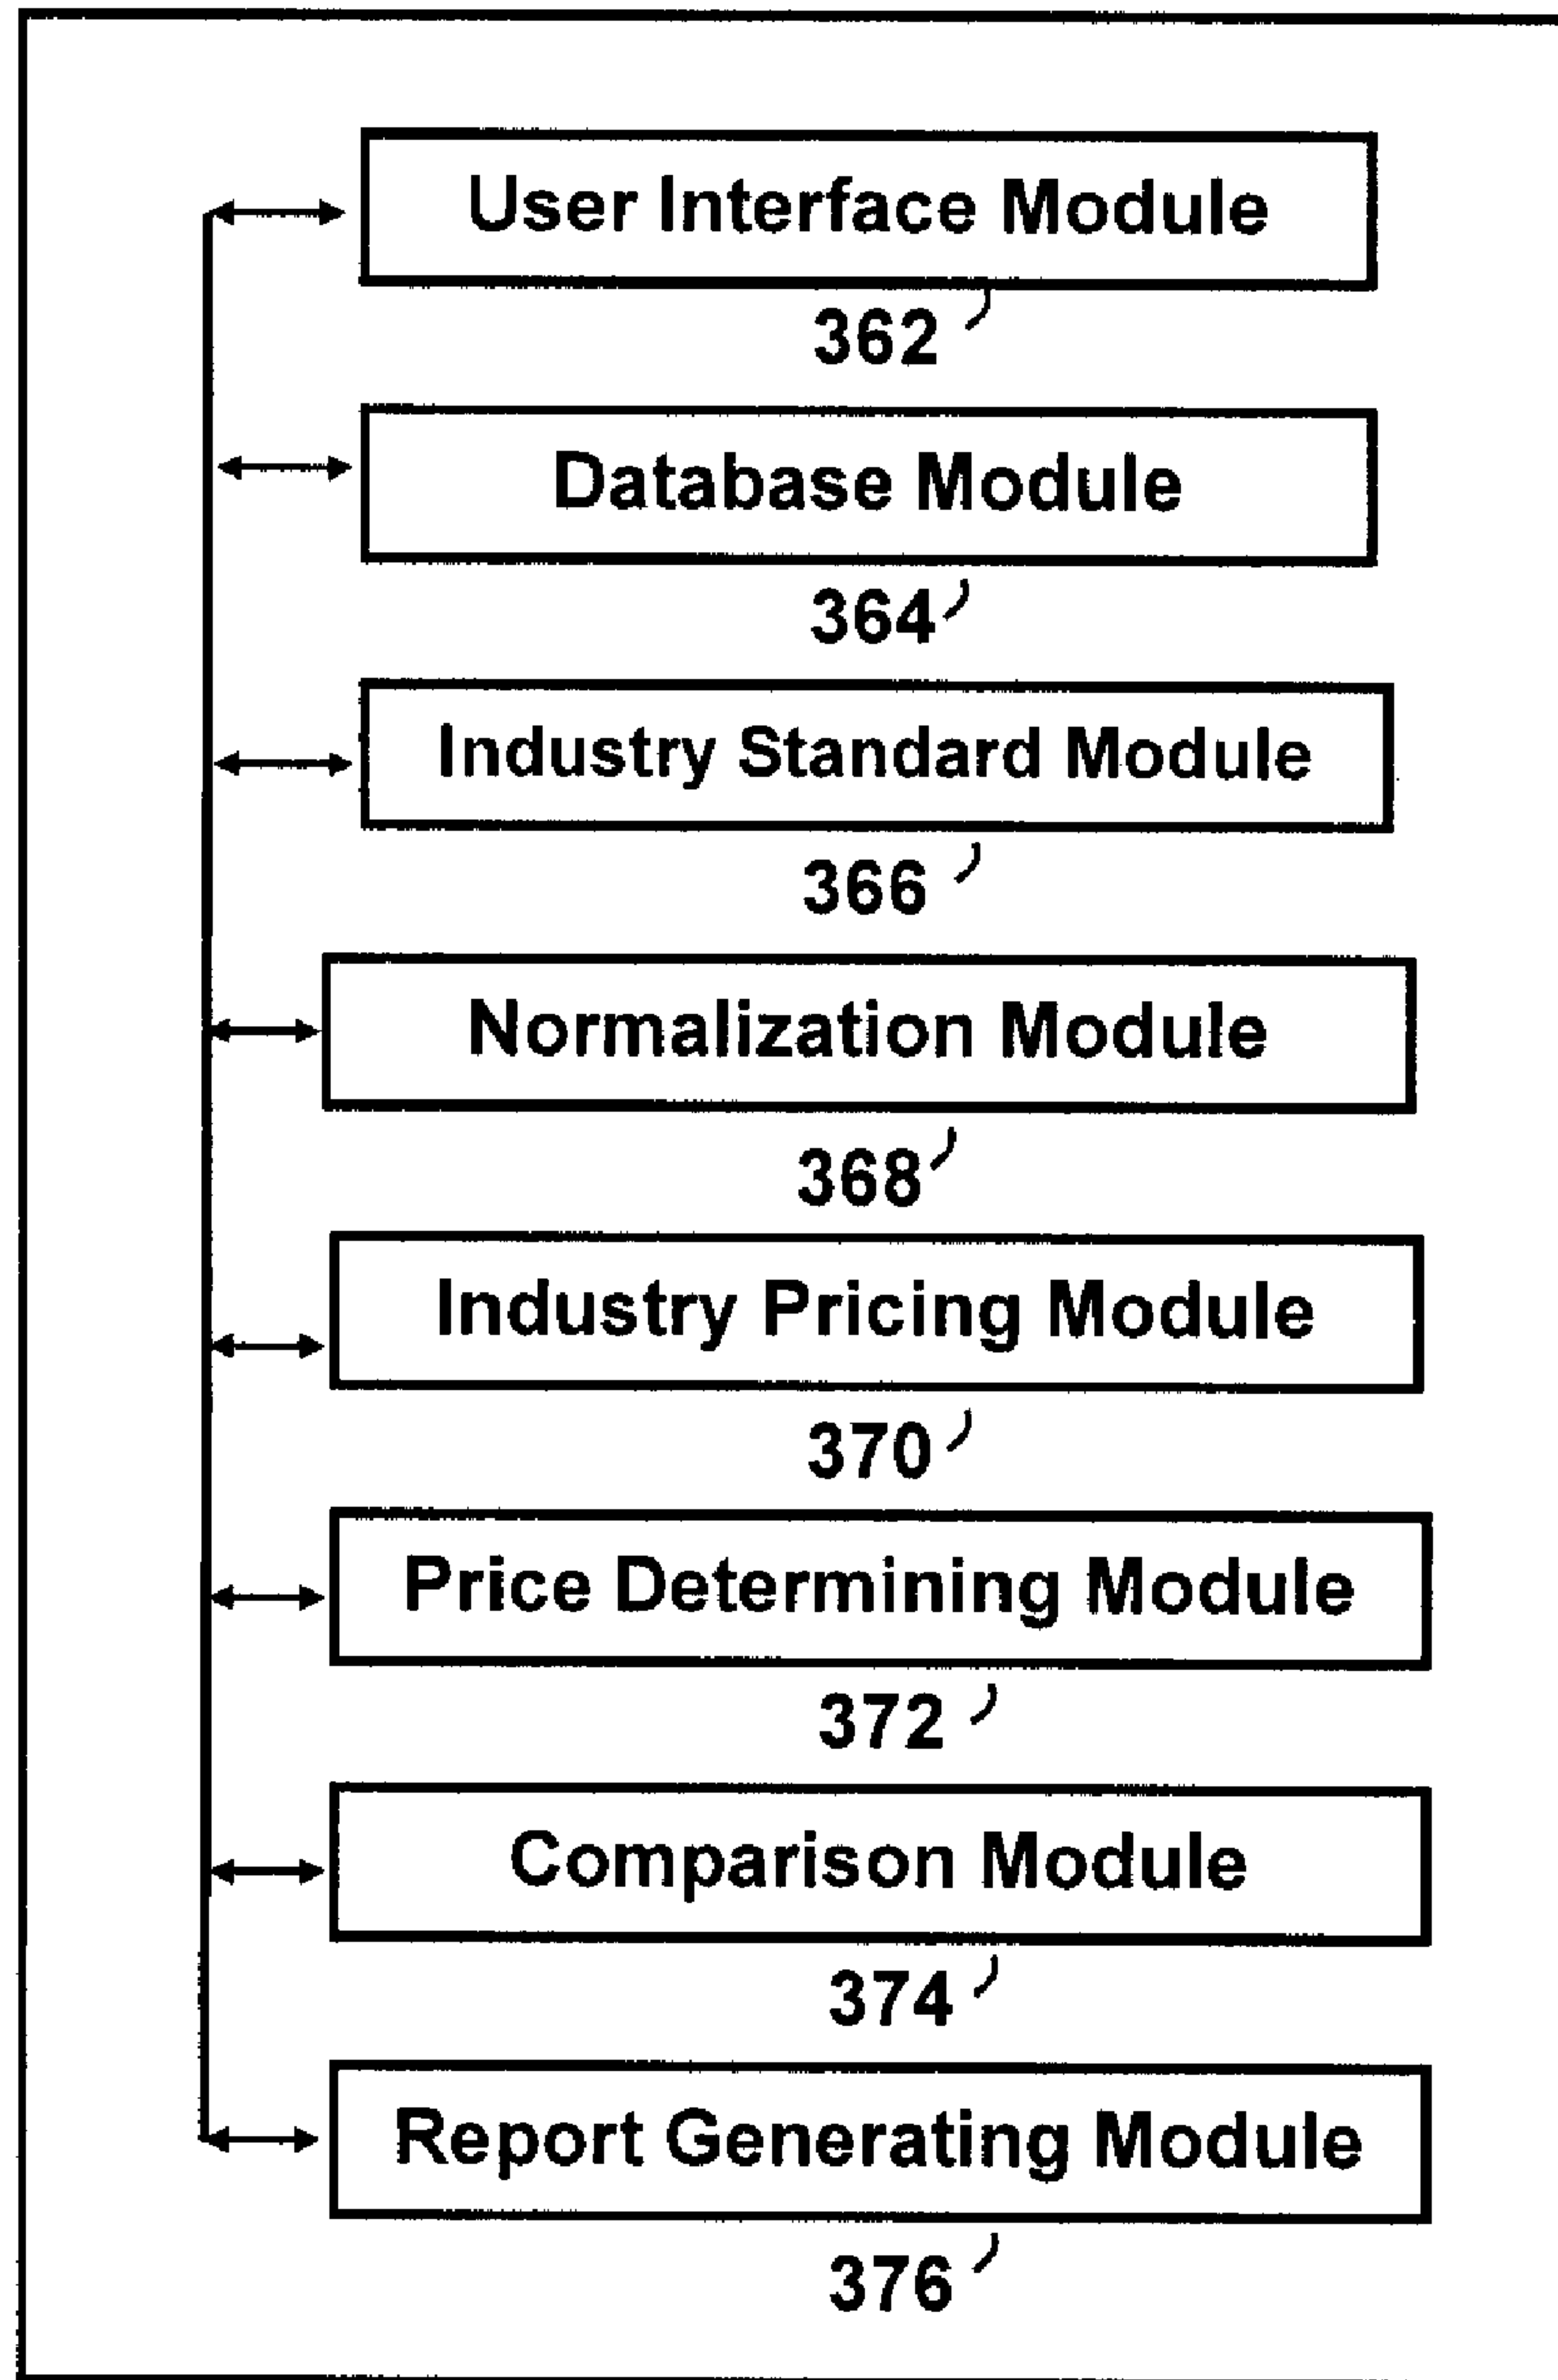 User Interface Module
362
Database Module
364
Industry Standard Module
366
Normalization Module
368
Industry Pricing Module
370
Price Determining Module
372
Comparison Module
374
Report Generating Module
376